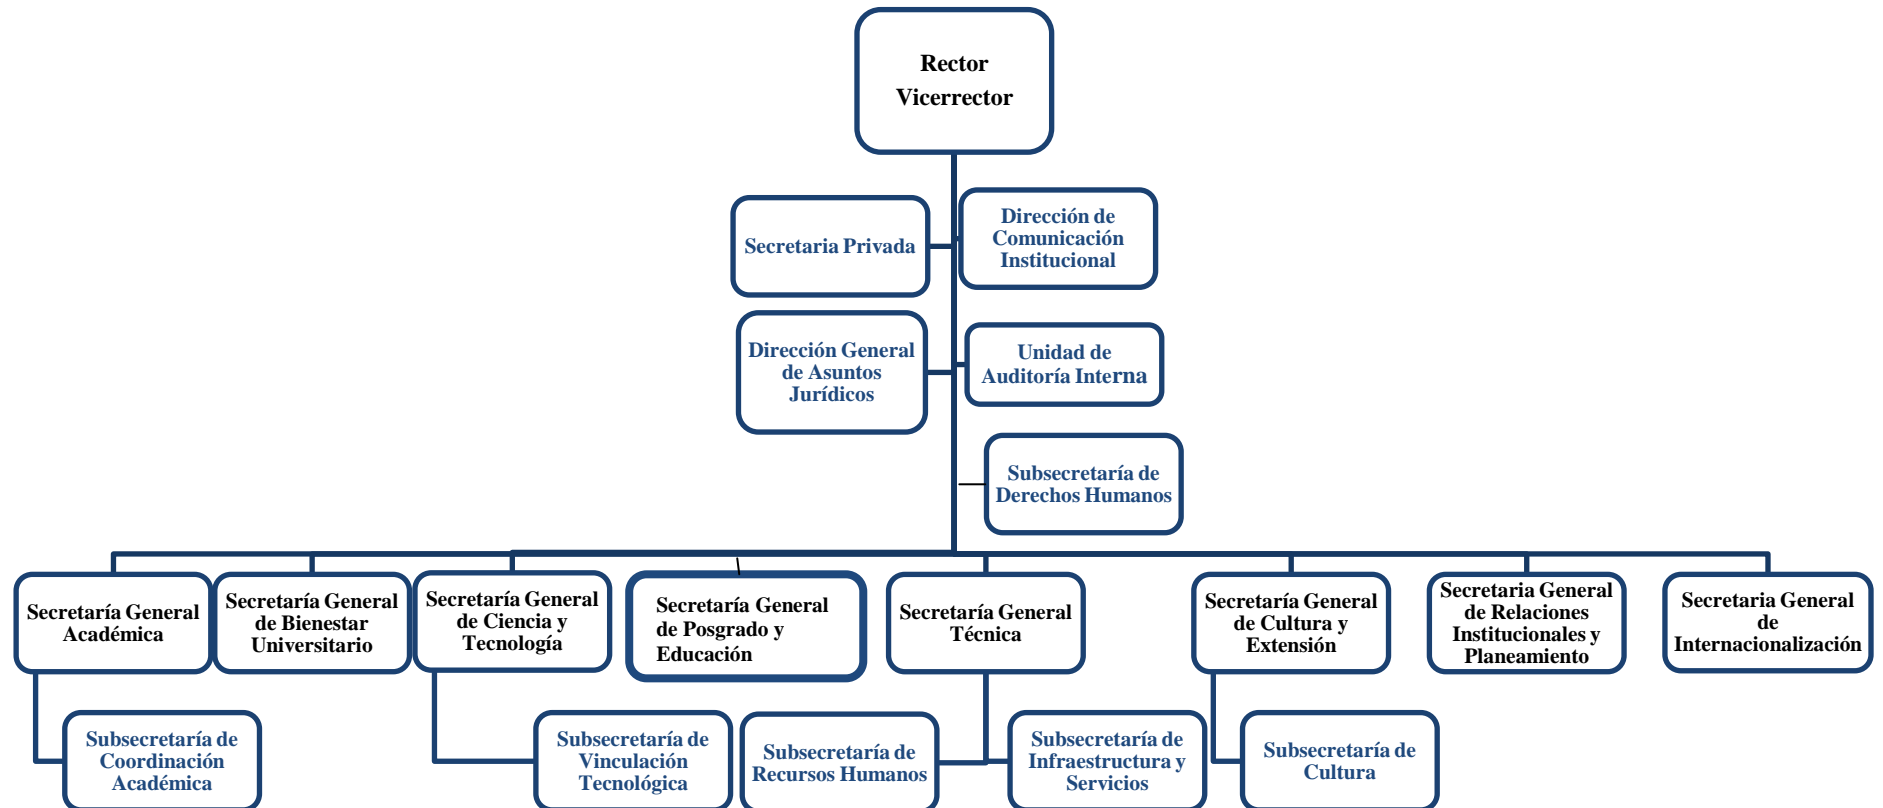 Rector
Vicerrector
Secretaria Privada
Dirección de
Comunicación
Institucional
Dirección General
de Asuntos
Jurídicos
Unidad de
Auditoría Interna
Subsecretaría de
Derechos Humanos
Secretaría General
Académica
Secretaría General
de Bienestar
Universitario
Secretaría General
de Ciencia y
Tecnología
Secretaría General
de Posgrado y
Educación
Secretaría General
Técnica
Secretaría General
de Cultura y
Extensión
Secretaria General
de Relaciones
Institucionales y
Planeamiento
Secretaria General
de
Internacionalización
Subsecretaría de
Coordinación
Académica
Subsecretaría de
Vinculación
Tecnológica
Subsecretaría de
Recursos Humanos
Subsecretaría de
Infraestructura y
Servicios
Subsecretaría de
Cultura